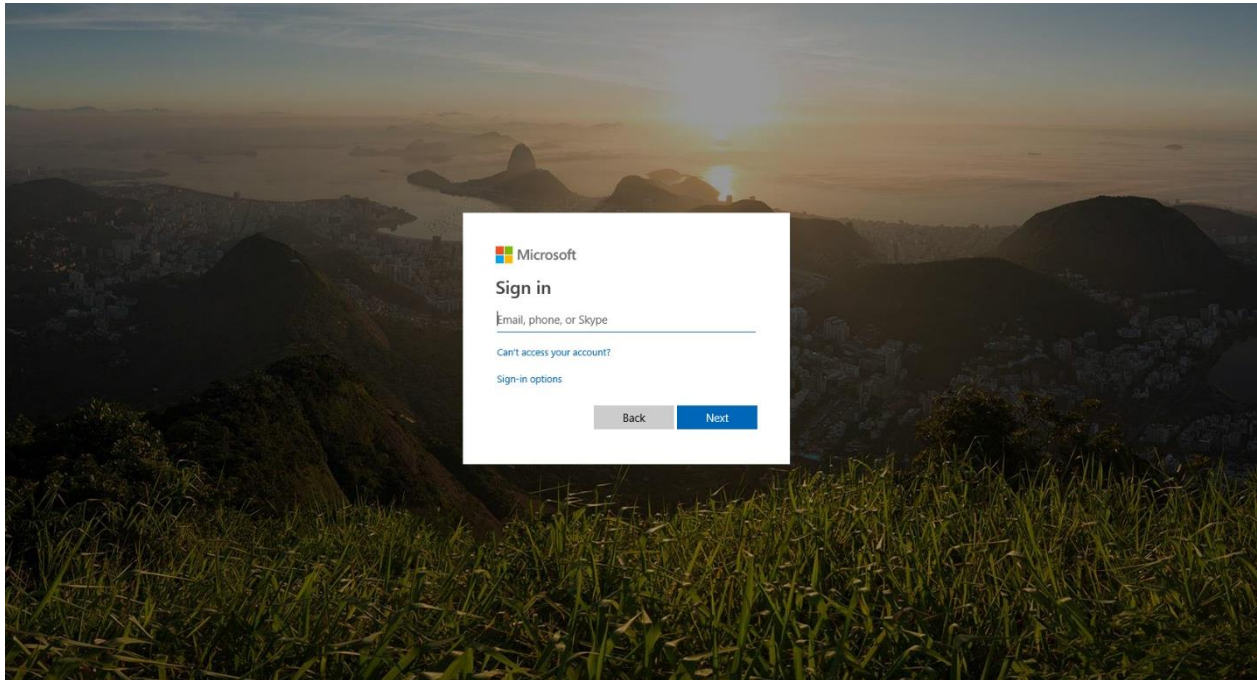 Microsoft
Sign in
Email, phone, or Skype
Can't access your account?
Sign-in options
Back Next